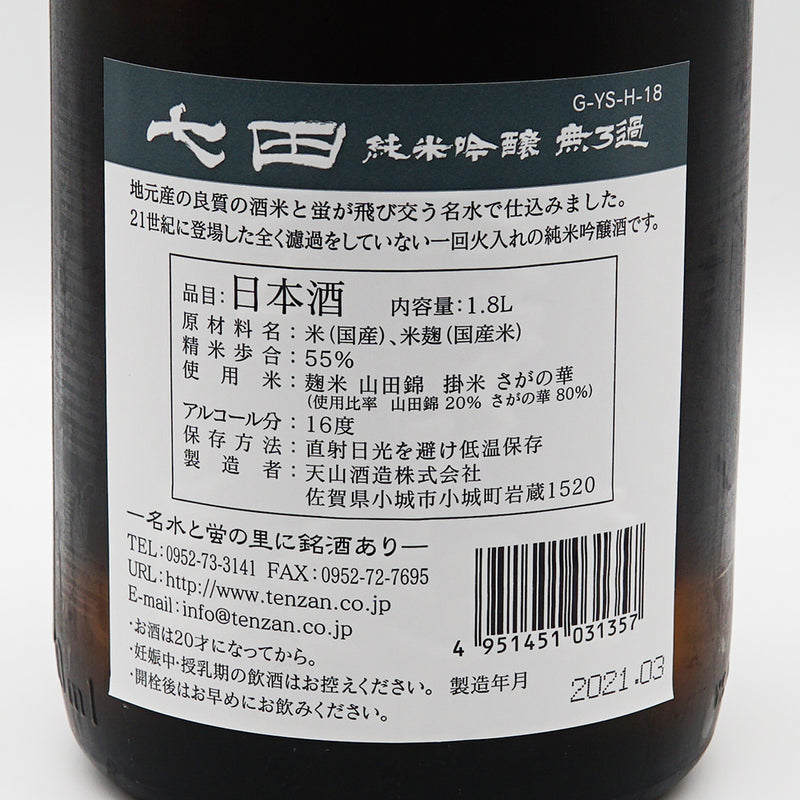 G-YS-H-18
七田 純米吟醸 無ろ過
地元産の良質の酒米と蛍が飛び交う名水で仕込みました。
21世紀に登場した全く濾過をしていない一回火入れの純米吟醸酒です。
品目:日本酒 内容量:1.8L
原材料名:米(国産)、米麹(国産米)
精米歩合:55%
使用米:麹米 山田錦 掛米 さがの華
(使用比率 山田錦 20% さがの華 80%)
アルコール分:16度
保存方法:直射日光を避け低温保存
製造者:天山酒造株式会社
佐賀県小城市小城町岩蔵1520
―名水と蛍の里に銘酒あり―
TEL:0952-73-3141 FAX:0952-72-7695
URL:http://www.tenzan.co.jp
E-mail:info@tenzan.co.jp
4 951451 031357
・お酒は20才になってから。
・妊娠中・授乳期の飲酒はお控えください。
・開栓後はお早めにお飲みください。
製造年月 2021.03